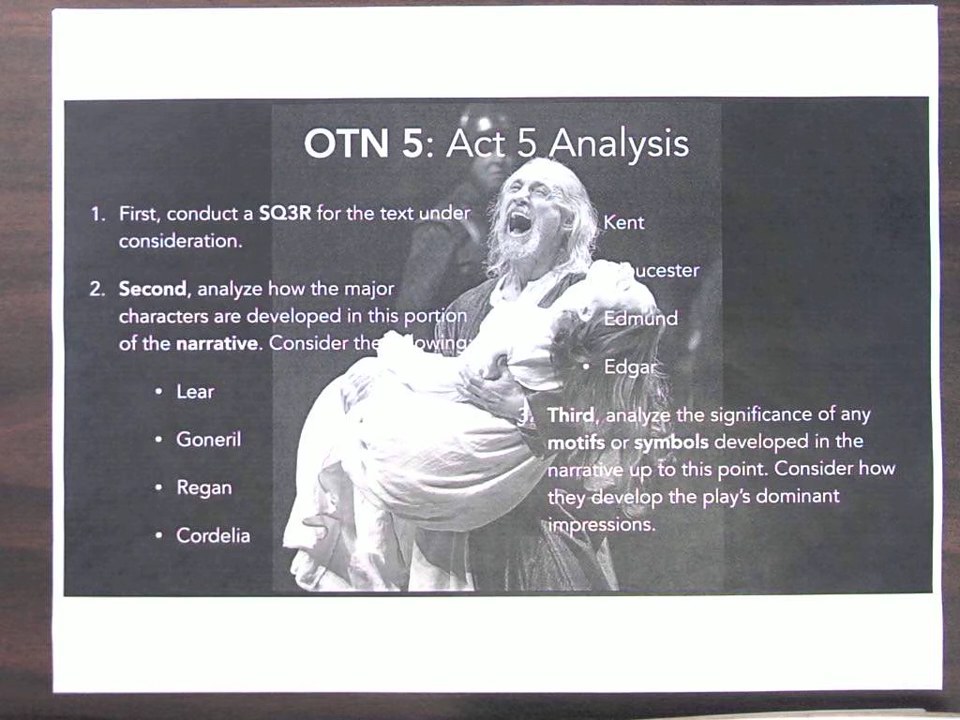 OTN 5: Act 5 Analysis
1. First, conduct a SQ3R for the text under
consideration.
2. Second, analyze how the major
characters are developed in this portion
of the narrative. Consider the
• Lear
• Goneril
• Regan
• Cordelia
Kent
Edmund
• Edgar
3. Third, analyze the significance of any
motifs or symbols developed in the
narrative up to this point. Consider how
they develop the play's dominant
impressions.